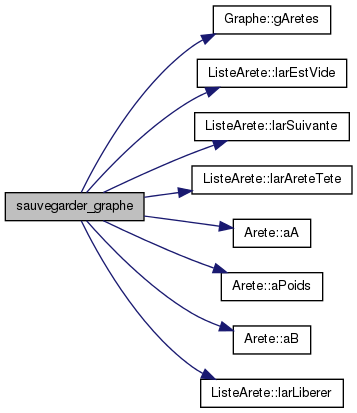 Graphe::gAretes
ListeArete::larEstVide
ListeArete::larSuivante
ListeArete::larAreteTete
sauvegarder_graphe
Arete::aA
Arete::aPoids
Arete::aB
ListeArete::larLiberer